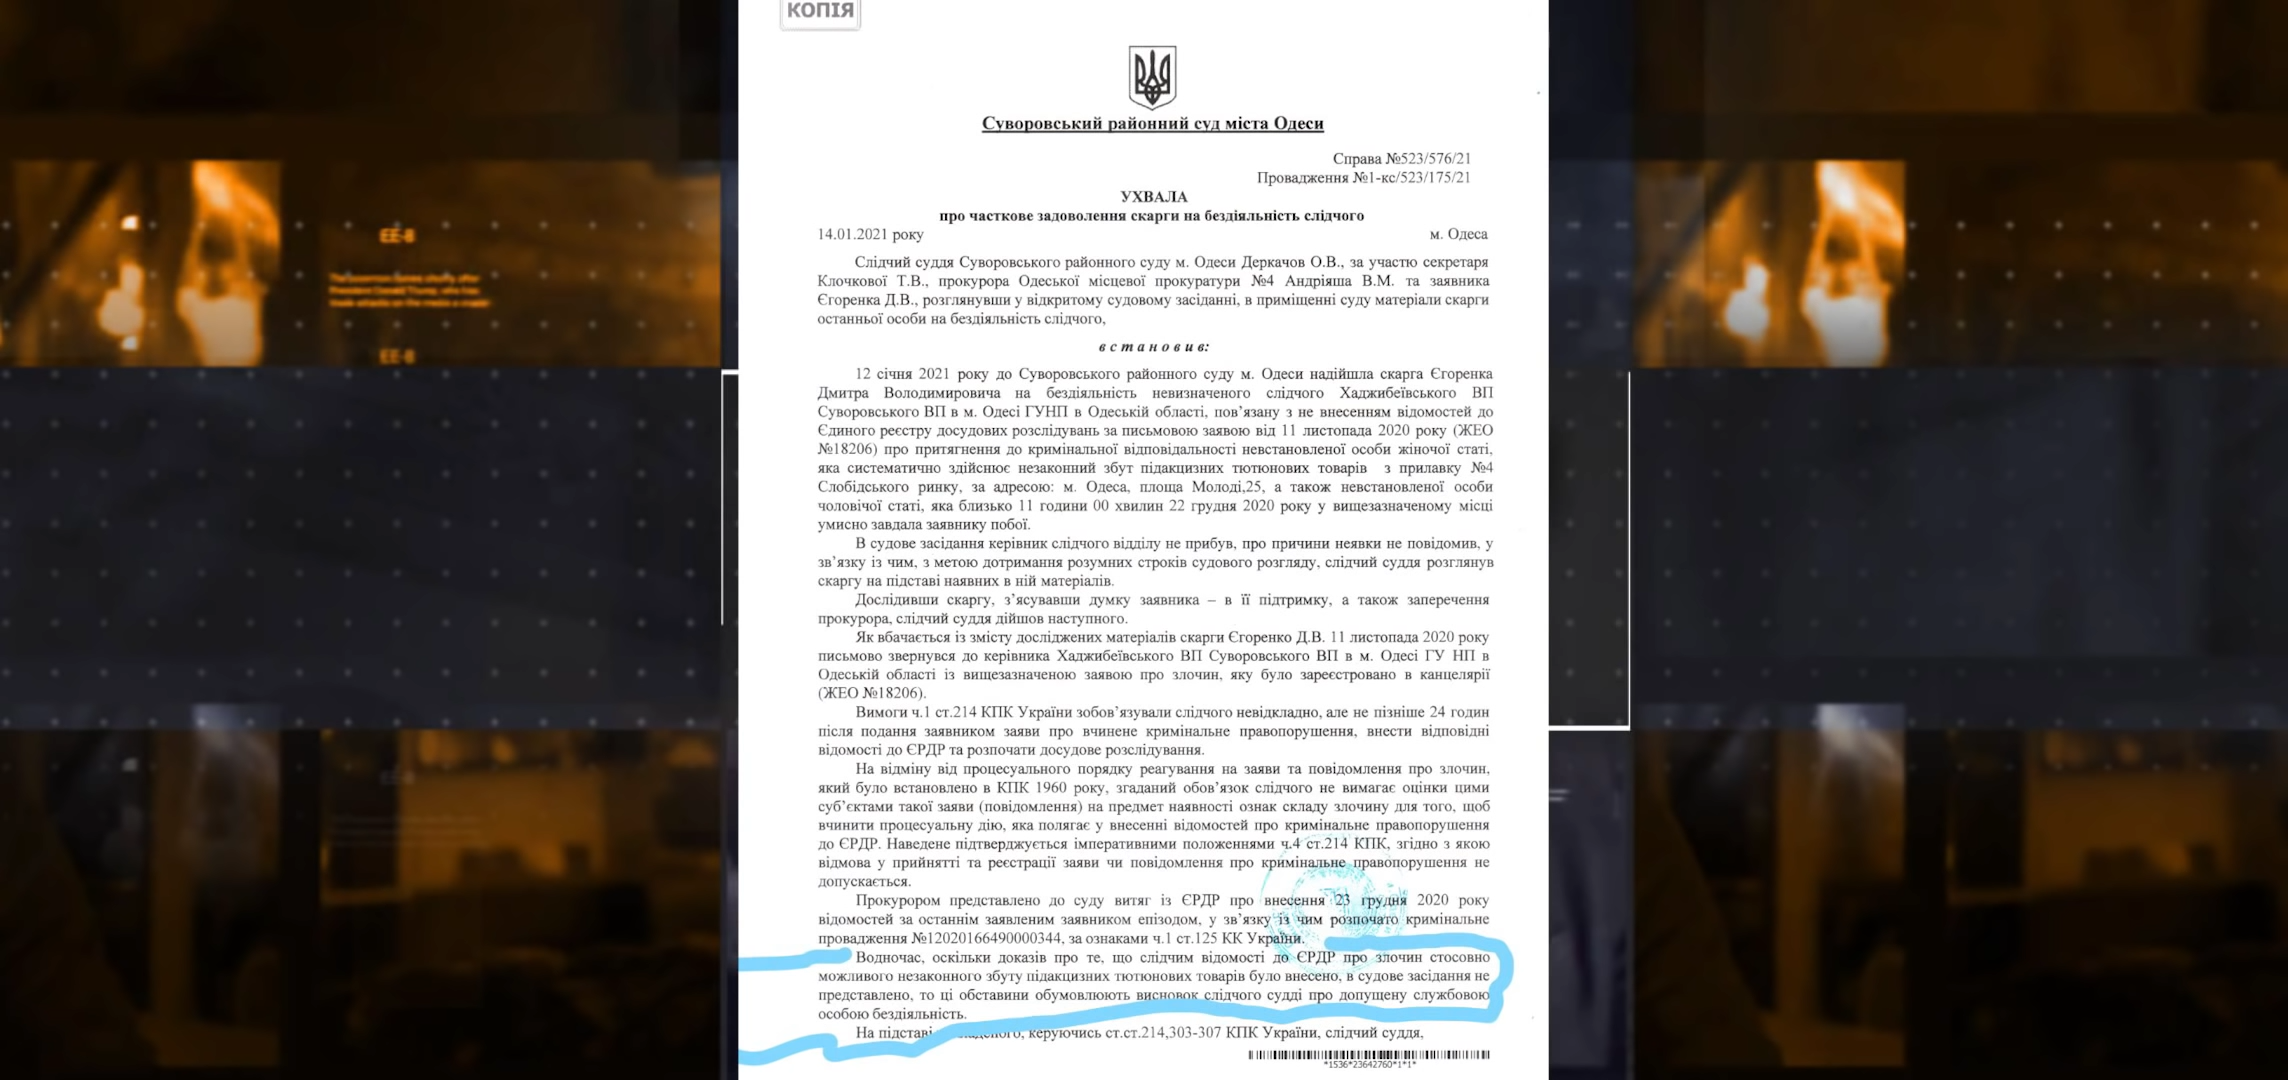 КОПІЯ
Суворовський районний суд міста Одеси
Справа №523/576/21
Провадження №1-кс/523/175/21
УХВАЛА
про часткове задоволення скарги на бездіяльність слідчого
14.01.2021 року м. Одеса
Слідчий суддя Суворовського районного суду м. Одеси Деркачов О.В., за участю секретаря
Клочкової Т.В., прокурора Одеської місцевої прокуратури №4 Андріяша В.М. та заявника
Єгоренка Д.В., розглянувши у відкритому судовому засіданні, в приміщенні суду матеріали скарги
останньої особи на бездіяльність слідчого,
встановив:
12 січня 2021 року до Суворовського районного суду м. Одеси надійшла скарга Єгоренка
Дмитра Володимировича на бездіяльність невизначеного слідчого Хаджибеївського ВП
Суворовського ВП в м. Одесі ГУНП в Одеській області, пов’язану з не внесенням відомостей до
Єдиного реєстру досудових розслідувань за письмовою заявою від 11 листопада 2020 року (ЖЕО
№18206) про притягнення до кримінальної відповідальності невстановленої особи жіночої статі,
яка систематично здійснює незаконний збут підакцизних тютюнових товарів з прилавку №4
Слобідського ринку, за адресою: м. Одеса, площа Молоді,25, а також невстановленої особи
чоловічої статі, яка близько 11 години 00 хвилин 22 грудня 2020 року у вищезазначеному місці
умисно завдала заявнику побої.
В судове засідання керівник слідчого відділу не прибув, про причини неявки не повідомив, у
зв’язку із чим, з метою дотримання розумних строків судового розгляду, слідчий суддя розглянув
скаргу на підставі наявних в ній матеріалів.
Дослідивши скаргу, з’ясувавши думку заявника – в її підтримку, а також заперечення
прокурора, слідчий суддя дійшов наступного.
Як вбачається із змісту досліджених матеріалів скарги Єгоренко Д.В. 11 листопада 2020 року
письмово звернувся до керівника Хаджибеївського ВП Суворовського ВП в м. Одесі ГУ НП в
Одеській області із вищезазначеною заявою про злочин, яку було зареєстровано в канцелярії
(ЖЕО №18206).
Вимоги ч.1 ст.214 КПК України зобов’язували слідчого невідкладно, але не пізніше 24 годин
після подання заявником заяви про вчинене кримінальне правопорушення, внести відповідні
відомості до ЄРДР та розпочати досудове розслідування.
На відміну від процесуального порядку реагування на заяви та повідомлення про злочин,
який було встановлено в КПК 1960 року, згаданий обов’язок слідчого не вимагає оцінки цими
суб’єктами такої заяви (повідомлення) на предмет наявності ознак складу злочину для того, щоб
вчинити процесуальну дію, яка полягає у внесенні відомостей про кримінальне правопорушення
до ЄРДР. Наведене підтверджується імперативними положеннями ч.4 ст.214 КПК, згідно з якою
відмова у прийнятті та реєстрації заяви чи повідомлення про кримінальне правопорушення не
допускається.
Прокурором представлено до суду витяг із ЄРДР про внесення 23 грудня 2020 року
відомостей за останнім заявленим заявником епізодом, у зв’язку із чим розпочато кримінальне
провадження №12020166490000344, за ознаками ч.1 ст.125 КК України.
Водночас, оскільки доказів про те, що слідчим відомості до ЄРДР про злочин стосовно
можливого незаконного збуту підакцизних тютюнових товарів було внесено, в судове засідання не
представлено, то ці обставини обумовлюють висновок слідчого судді про допущену службовою
особою бездіяльність.
На підставі керуючись ст.ст.214,303-307 КПК України, слідчий суддя,
*1536*23642760*1*1*
EE-8
EE-8